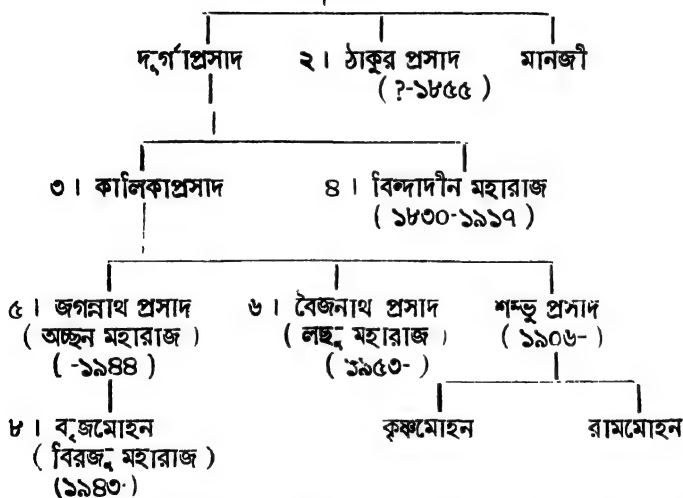 দুর্গাপ্রসাদ ২। ঠাকুর প্রসাদ মানজী
( ?-১৮৫৫ )
৩। কালিকাপ্রসাদ ৪। বিন্দাদীন মহারাজ
( ১৮৩০-১৯১৭ )
৫। জগন্নাথ প্রসাদ ৬। বৈজনাথ প্রসাদ শম্ভু প্রসাদ
( অচ্ছন মহারাজ ) ( লছু মহারাজ ) ( ১৯০৬- )
( -১৯৪৪ ) ( ১৯৫৩- )
৮। বৃজমোহন কৃষ্ণমোহন রামমোহন
( বিরজু মহারাজ )
(১৯৪৩-)